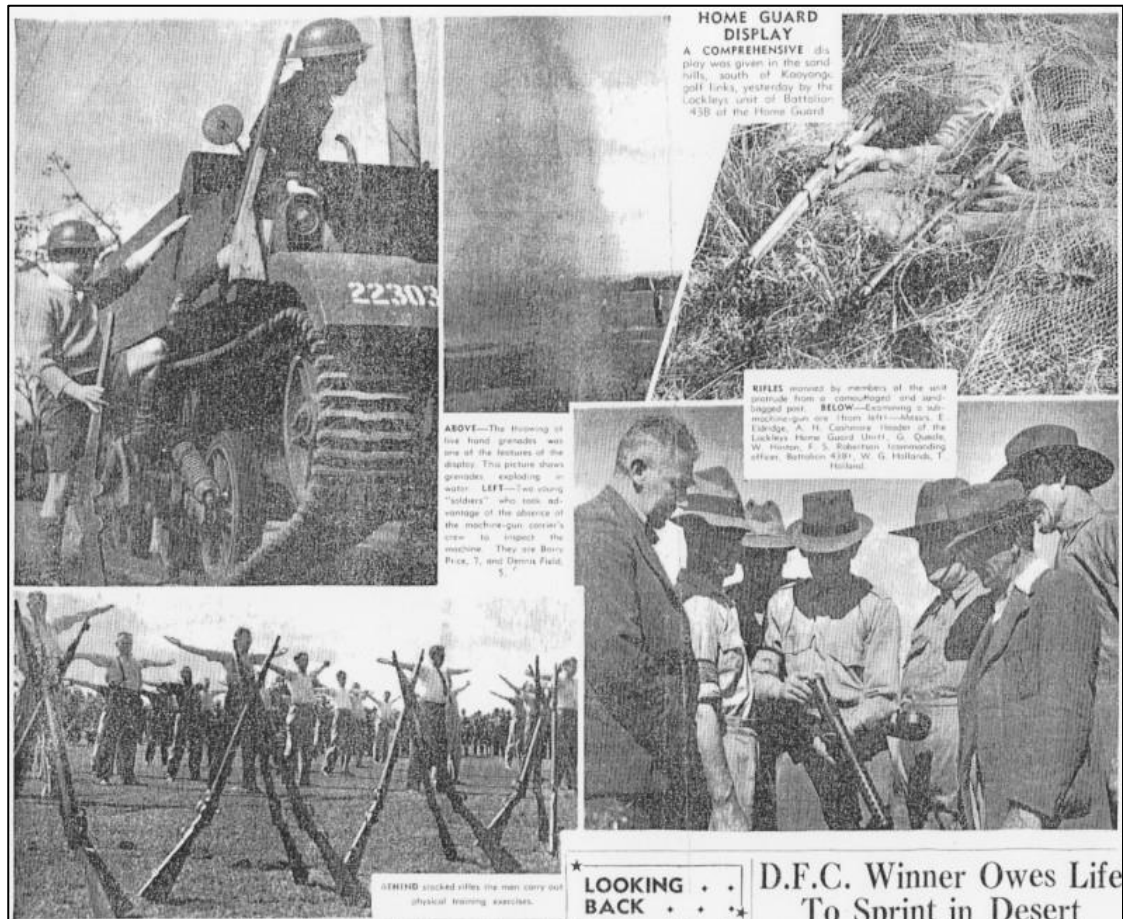 HOME GUARD
DISPLAY
A COMPREHENSIVE dis
play was given in the sand
hills, south of Kooyonga
golf links, yesterday by the
Lockleys unit of Battalion
43B of the Home Guard
22303
RIFLES manned by members of the unit
protrude from a camouflaged and sand-
bagged post. BELOW—Examining a sub-
machine-gun are (from left)—Messrs. E.
Eldridge, A. H. Cashmore (leader of the
Lockleys Home Guard Unit), G. Queale,
W. Hinton, F. S. Robertson (commanding
officer, Battalion 43B), W. G. Hollands, T.
Holland.
ABOVE—The throwing of
live hand grenades was
one of the features of the
display. This picture shows
grenades exploding in
water. LEFT—Two young
"soldiers" who took ad-
vantage of the absence of
the machine-gun carrier's
crew to inspect the
machine. They are Barry
Price, 7, and Dennis Field,
5.
BEHIND stacked rifles the men carry out
physical training exercises.
LOOKING
BACK
D.F.C. Winner Owes Life
To Sprint in Desert